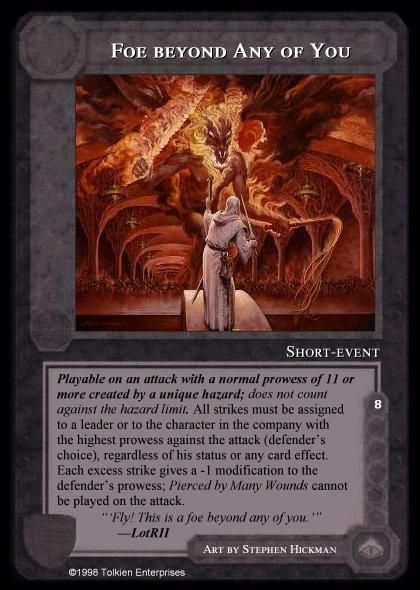 FOE BEYOND ANY OF YOU
SHORT-EVENT
Playable on an attack with a normal prowess of 11 or
more created by a unique hazard; does not count
against the hazard limit. All strikes must be assigned
to a leader or to the character in the company with
the highest prowess against the attack (defender's
choice), regardless of his status or any card effect.
Each excess strike gives a -1 modification to the
defender's prowess; Pierced by Many Wounds cannot
be played on the attack.
8
"'Fly! This is a foe beyond any of you.'"
—LotRII
ART BY STEPHEN HICKMAN
©1998 Tolkien Enterprises